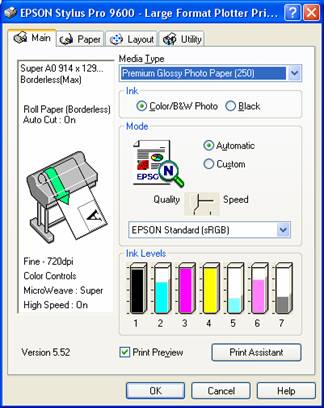 EPSON Stylus Pro 9600 - Large Format Plotter Pri...
Main
Paper
Layout
Utility
Super A0 914 x 129...
Borderless(Max)
Roll Paper (Borderless)
Auto Cut : On
A
Fine - 720dpi
Color Controls
MicroWeave : Super
High Speed : On
Version 5.52
Media Type
Premium Glossy Photo Paper (250)
Ink
Color/B&W Photo
Black
Mode
EPSO
N
Automatic
Custom
Quality
Speed
EPSON Standard (sRGB)
Ink Levels
1 2 3 4 5 6 7
Print Preview
Print Assistant
OK
Cancel
Help